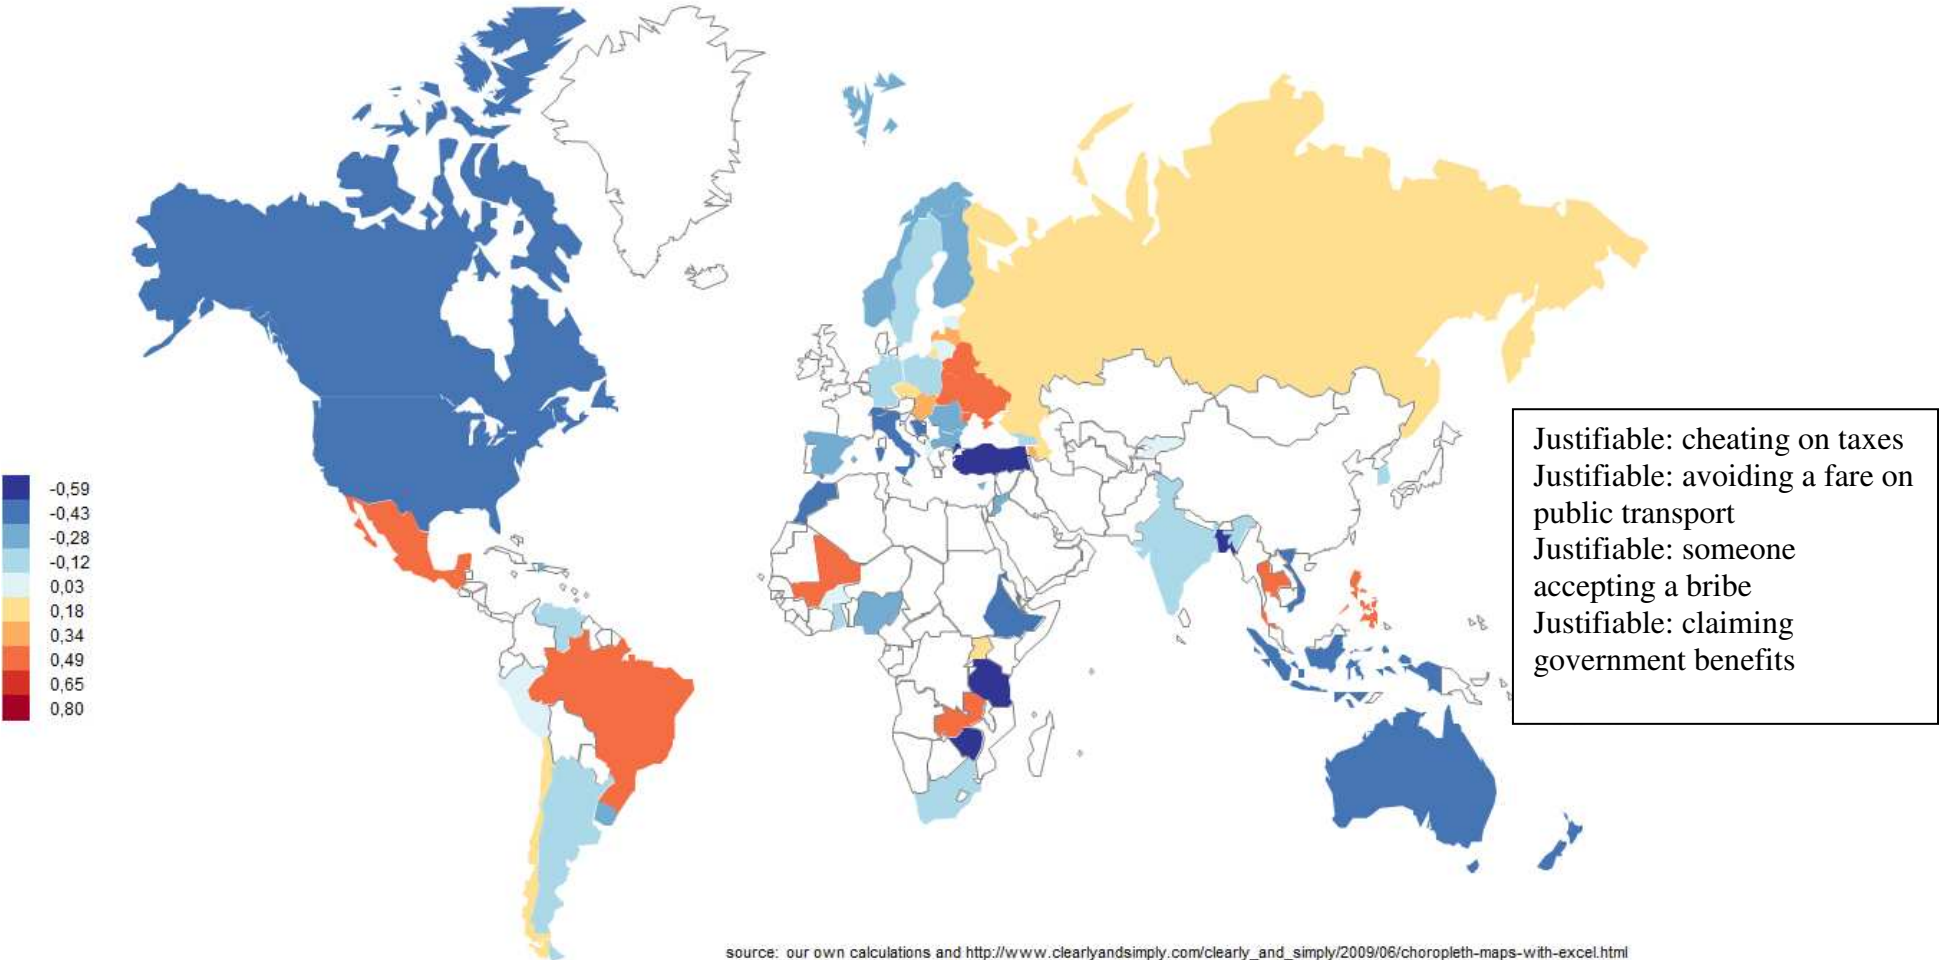 -0,59
-0,43
-0,28
-0,12
0,03
0,18
0,34
0,49
0,65
0,80
Justifiable: cheating on taxes
Justifiable: avoiding a fare on
public transport
Justifiable: someone
accepting a bribe
Justifiable: claiming
government benefits
source: our own calculations and http://www.clearlyandsimply.com/clearly_and_simply/2009/06/choropleth-maps-with-excel.html